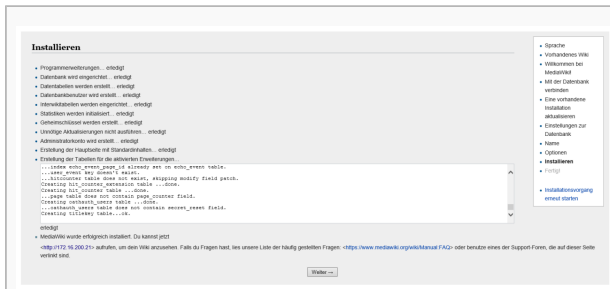 Installieren
Programmerweiterungen… erledigt
Datenbank wird eingerichtet… erledigt
Datentabellen werden erstellt… erledigt
Datenbankbenutzer wird erstellt… erledigt
Interwikitabellen werden eingerichtet… erledigt
Statistiken werden initialisiert… erledigt
Geheimschlüssel werden erstellt… erledigt
Unnötige Aktualisierungen nicht ausführen… erledigt
Administratorkonto wird erstellt… erledigt
Erstellung der Hauptseite mit Standardinhalten… erledigt
Erstellung der Tabellen für die aktivierten Erweiterungen…
...index echo_event_page_id already set on echo_event table.
...user_event key doesn't exist.
...hitcounter table does not exist, skipping modify field patch.
Creating hit_counter_extension table ...done.
Creating hit_counter table ...done.
...page table does not contain page_counter field.
Creating oathauth_users table ...done.
...oathauth_users table does not contain secret_reset field.
Creating titlekey table...ok.
erledigt
MediaWiki wurde erfolgreich installiert. Du kannst jetzt
<http://172.16.200.21> aufrufen, um dein Wiki anzusehen. Falls du Fragen hast, lies unsere Liste der häufig gestellten Fragen: <https://www.mediawiki.org/wiki/Manual:FAQ> oder benutze eines der Support-Foren, die auf dieser Seite
verlinkt sind.
Weiter →
Sprache
Vorhandenes Wiki
Willkommen bei
MediaWiki!
Mit der Datenbank
verbinden
Eine vorhandene
Installation
aktualisieren
Einstellungen zur
Datenbank
Name
Optionen
Installieren
Fertig!
Installationsvorgang
erneut starten